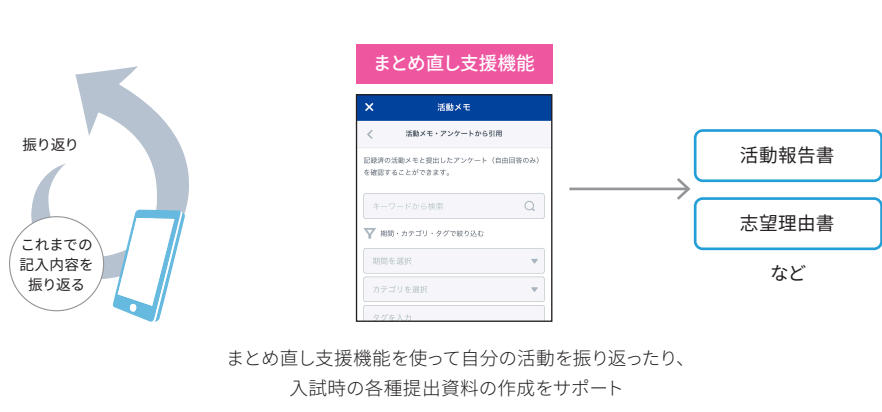 振り返り
これまでの
記入内容を
振り返る
まとめ直し支援機能
活動メモ
活動メモ・アンケートから引用
記録済の活動メモと提出したアンケート（自由回答のみ）
を確認することができます。
キーワードから検索
期間・カテゴリ・タグで絞り込む
期間を選択
カテゴリを選択
タグを入力
活動報告書
志望理由書
など
まとめ直し支援機能を使って自分の活動を振り返ったり、
入試時の各種提出資料の作成をサポート